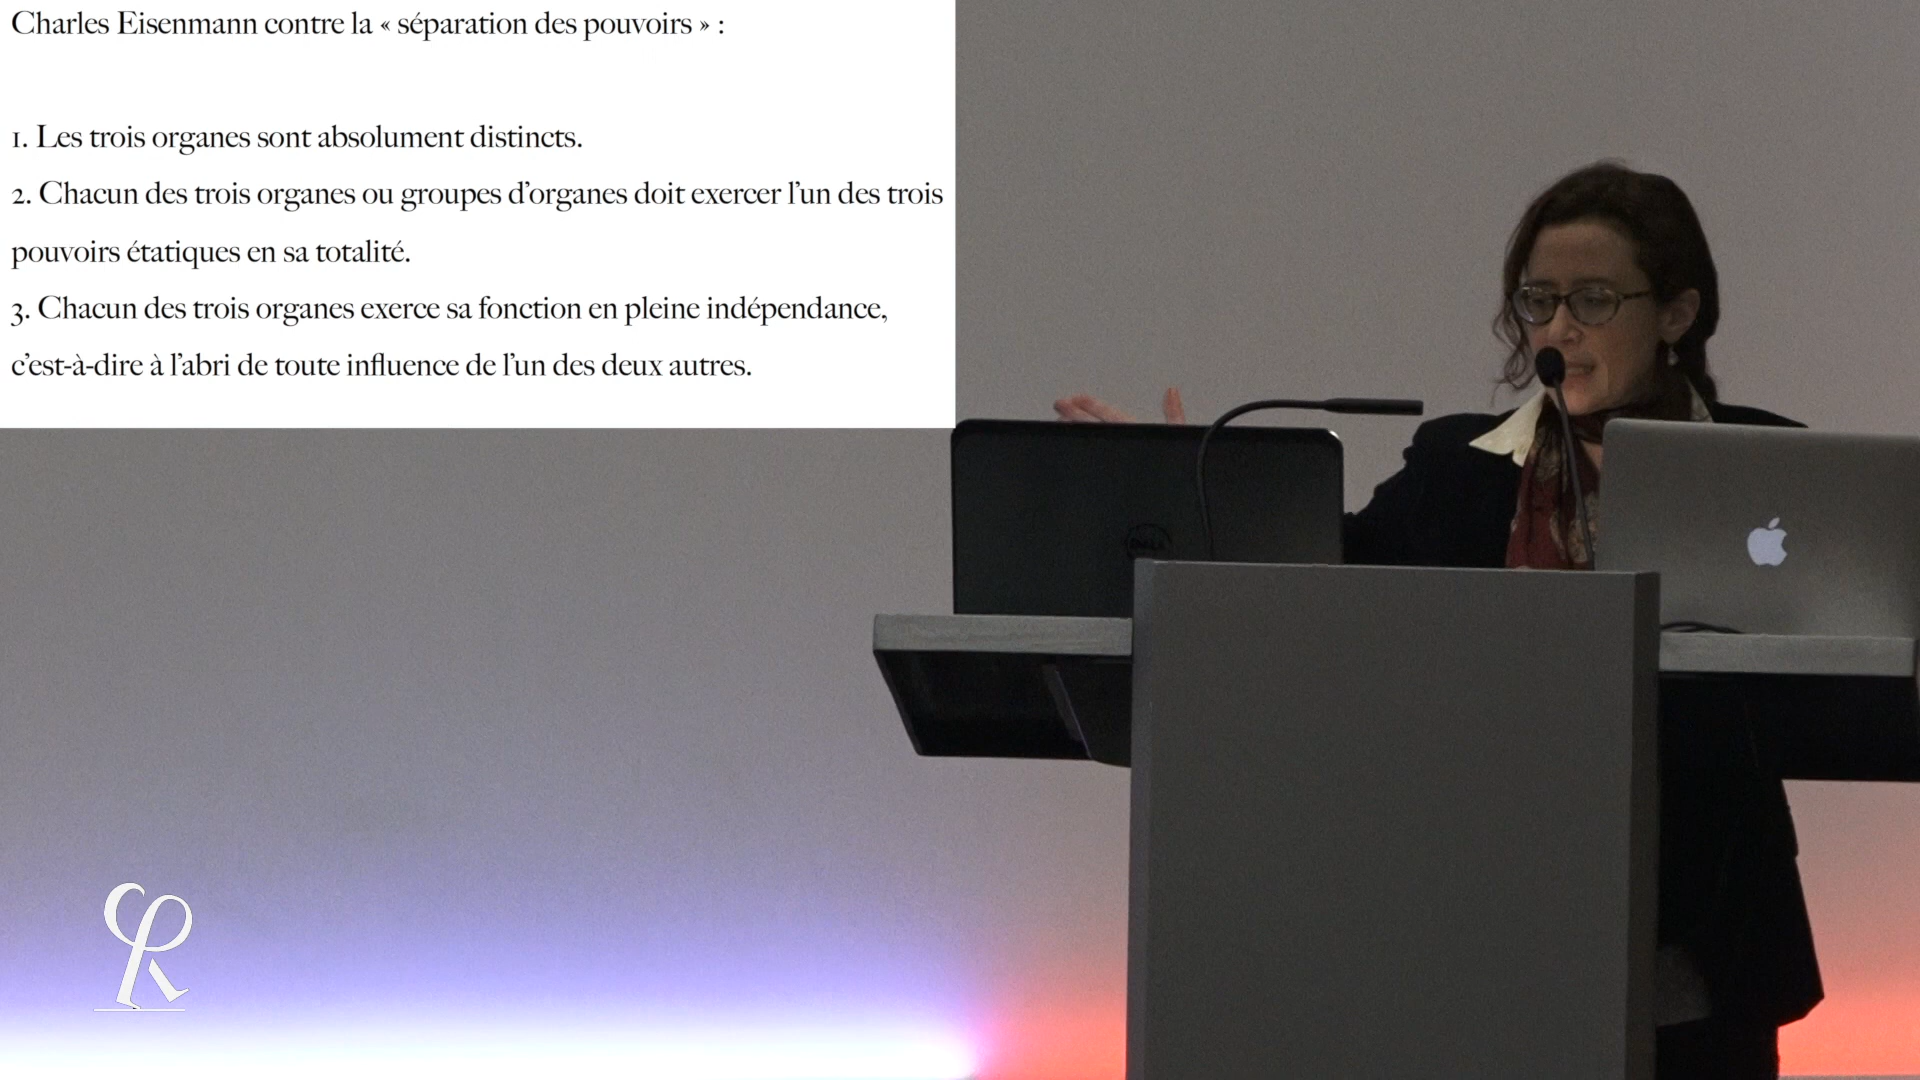 Charles Eisenmann contre la « séparation des pouvoirs » :
1. Les trois organes sont absolument distincts.
2. Chacun des trois organes ou groupes d’organes doit exercer l’un des trois
pouvoirs étatiques en sa totalité.
3. Chacun des trois organes exerce sa fonction en pleine indépendance,
c’est-à-dire à l’abri de toute influence de l’un des deux autres.
DELL